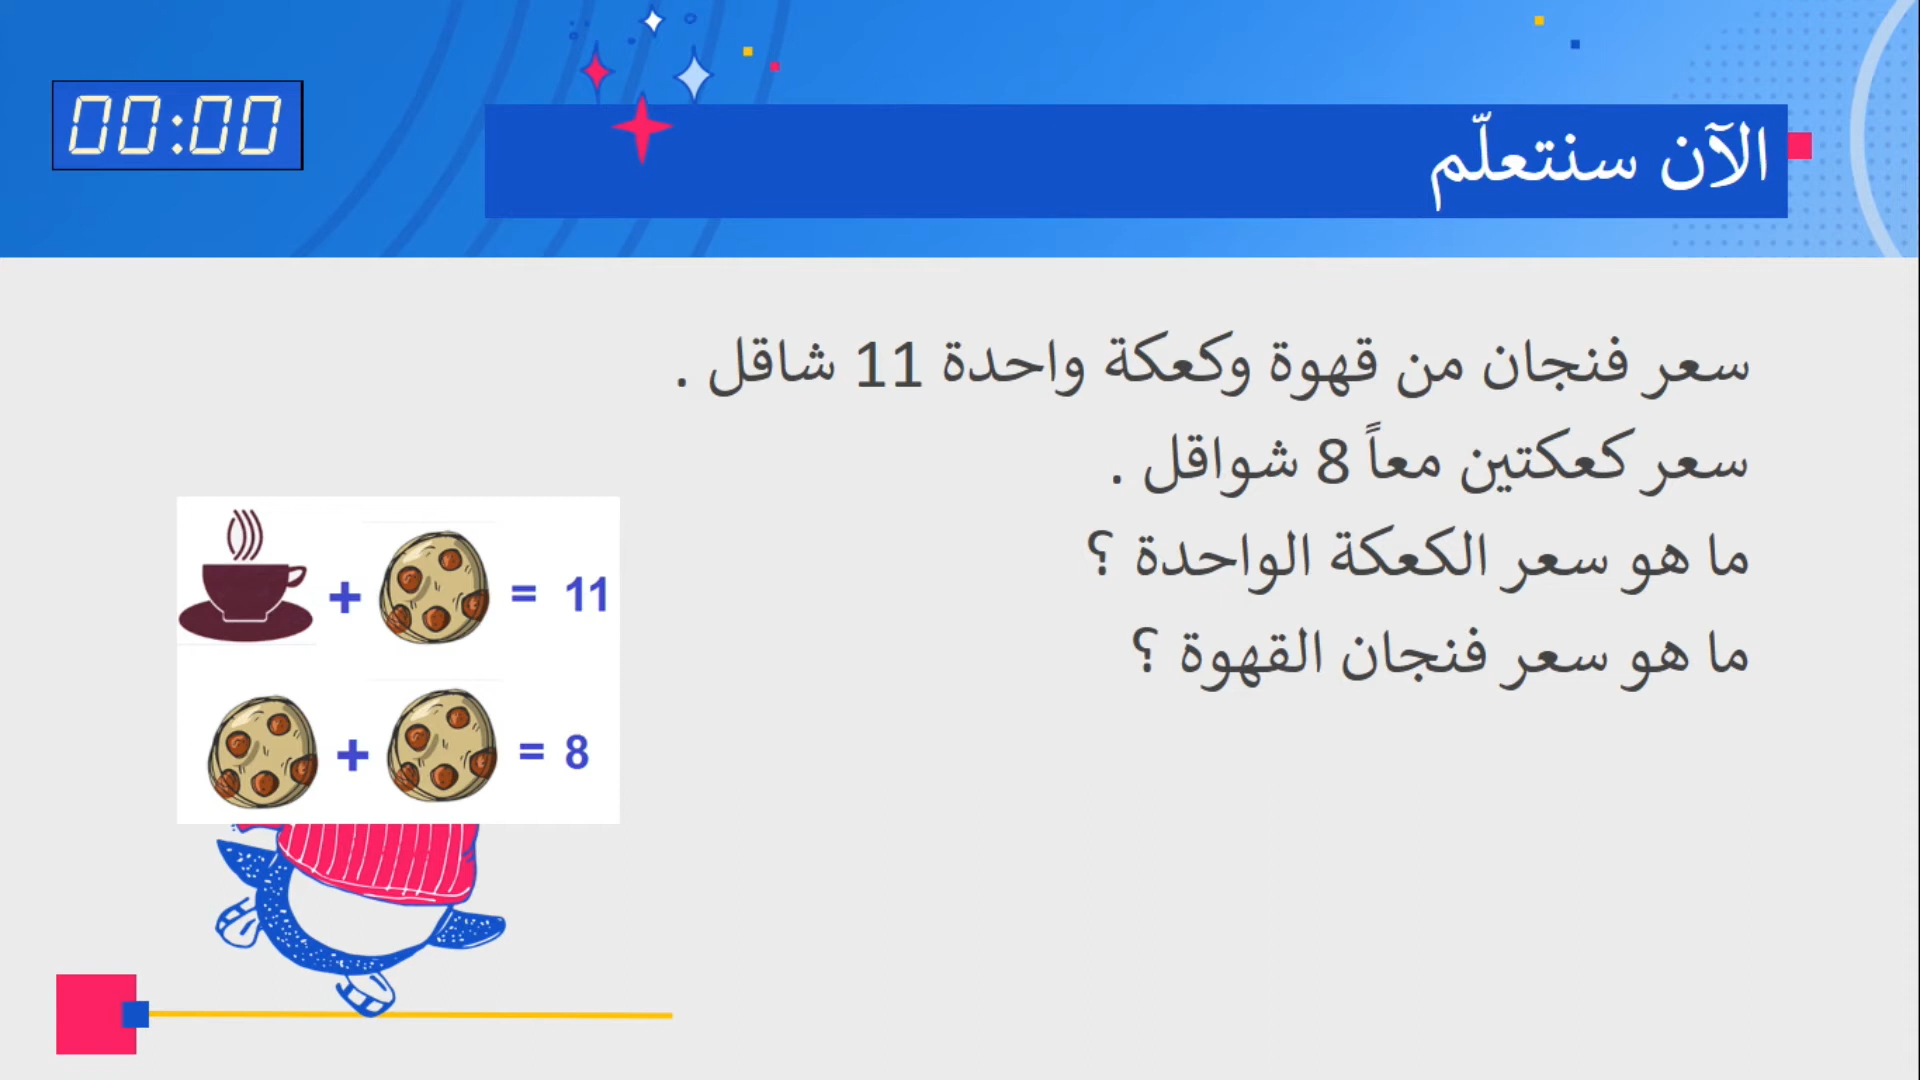 00:00
الآن سنتعلّم
سعر فنجان من قهوة وكعكة واحدة 11 شاقل .
سعر كعكتين معاً 8 شواقل .
ما هو سعر الكعكة الواحدة ؟
ما هو سعر فنجان القهوة ؟
+ = 11
+ = 8